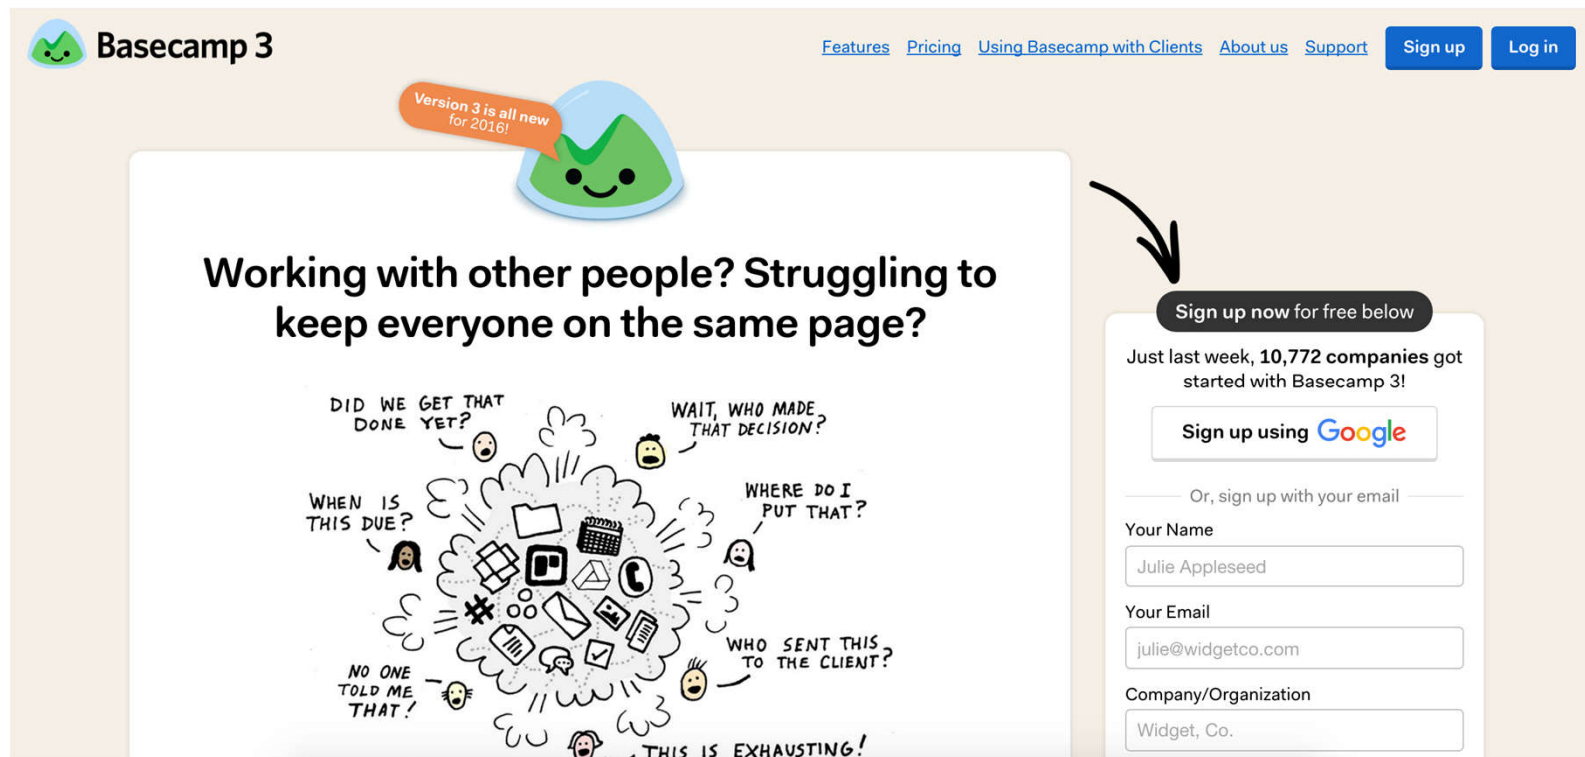 Basecamp 3
Features Pricing Using Basecamp with Clients About us Support Sign up Log in
Version 3 is all new
for 2016!
Working with other people? Struggling to
keep everyone on the same page?
DID WE GET THAT
DONE YET?
WAIT, WHO MADE
THAT DECISION?
WHEN IS
THIS DUE?
WHERE DO I
PUT THAT?
WHO SENT THIS
TO THE CLIENT?
NO ONE
TOLD ME
THAT!
THIS IS EXHAUSTING!
Sign up now for free below
Just last week, 10,772 companies got
started with Basecamp 3!
Sign up using Google
Or, sign up with your email
Your Name
Julie Appleseed
Your Email
julie@widgetco.com
Company/Organization
Widget, Co.